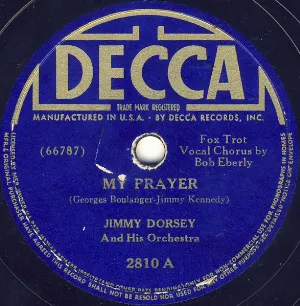 DECCA
TRADE MARK REGISTERED
MANUFACTURED IN U.S.A. - BY DECCA RECORDS, INC.
(66787)
Fox Trot
Vocal Chorus by
Bob Eberly
MY PRAYER
(Georges Boulanger-Jimmy Kennedy)
JIMMY DORSEY
And His Orchestra
2810 A